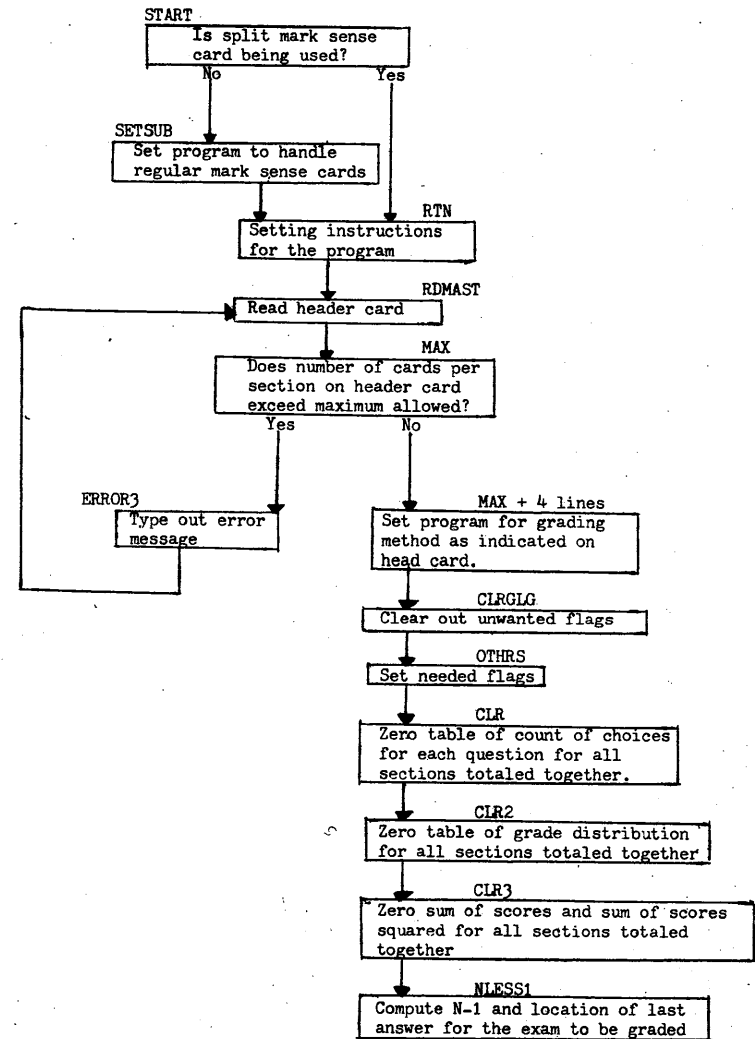 START
Is split mark sense
card being used?
No
Yes
SETSUB
Set program to handle
regular mark sense cards
RTN
Setting instructions
for the program
RDMAST
Read header card
MAX
Does number of cards per
section on header card
exceed maximum allowed?
Yes
No
ERROR3
Type out error
message
MAX + 4 lines
Set program for grading
method as indicated on
head card.
CLRGLG
Clear out unwanted flags
OTHRS
Set needed flags
CLR
Zero table of count of choices
for each question for all
sections totaled together.
CLR2
Zero table of grade distribution
for all sections totaled together
CLR3
Zero sum of scores and sum of scores
squared for all sections totaled
together
NLESS1
Compute N-1 and location of last
answer for the exam to be graded